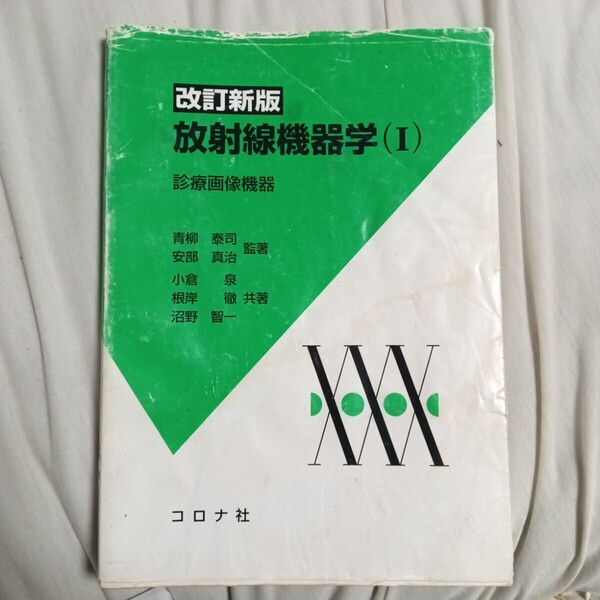 改訂新版
放射線機器学(I)
診療画像機器
青柳 泰司
安部 真治 監著
小倉 泉
根岸 徹 共著
沼野 智一
コロナ社